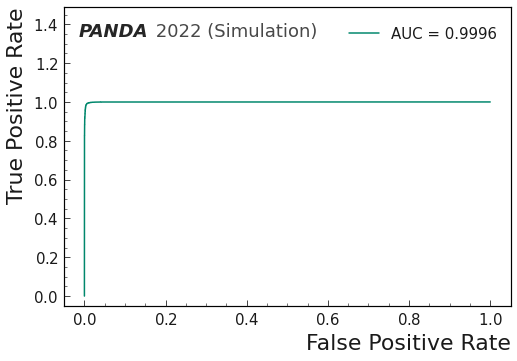 PANDA 2022 (Simulation)
AUC = 0.9996
True Positive Rate
1.4
1.2
1.0
0.8
0.6
0.4
0.2
0.0
0.0 0.2 0.4 0.6 0.8 1.0
False Positive Rate